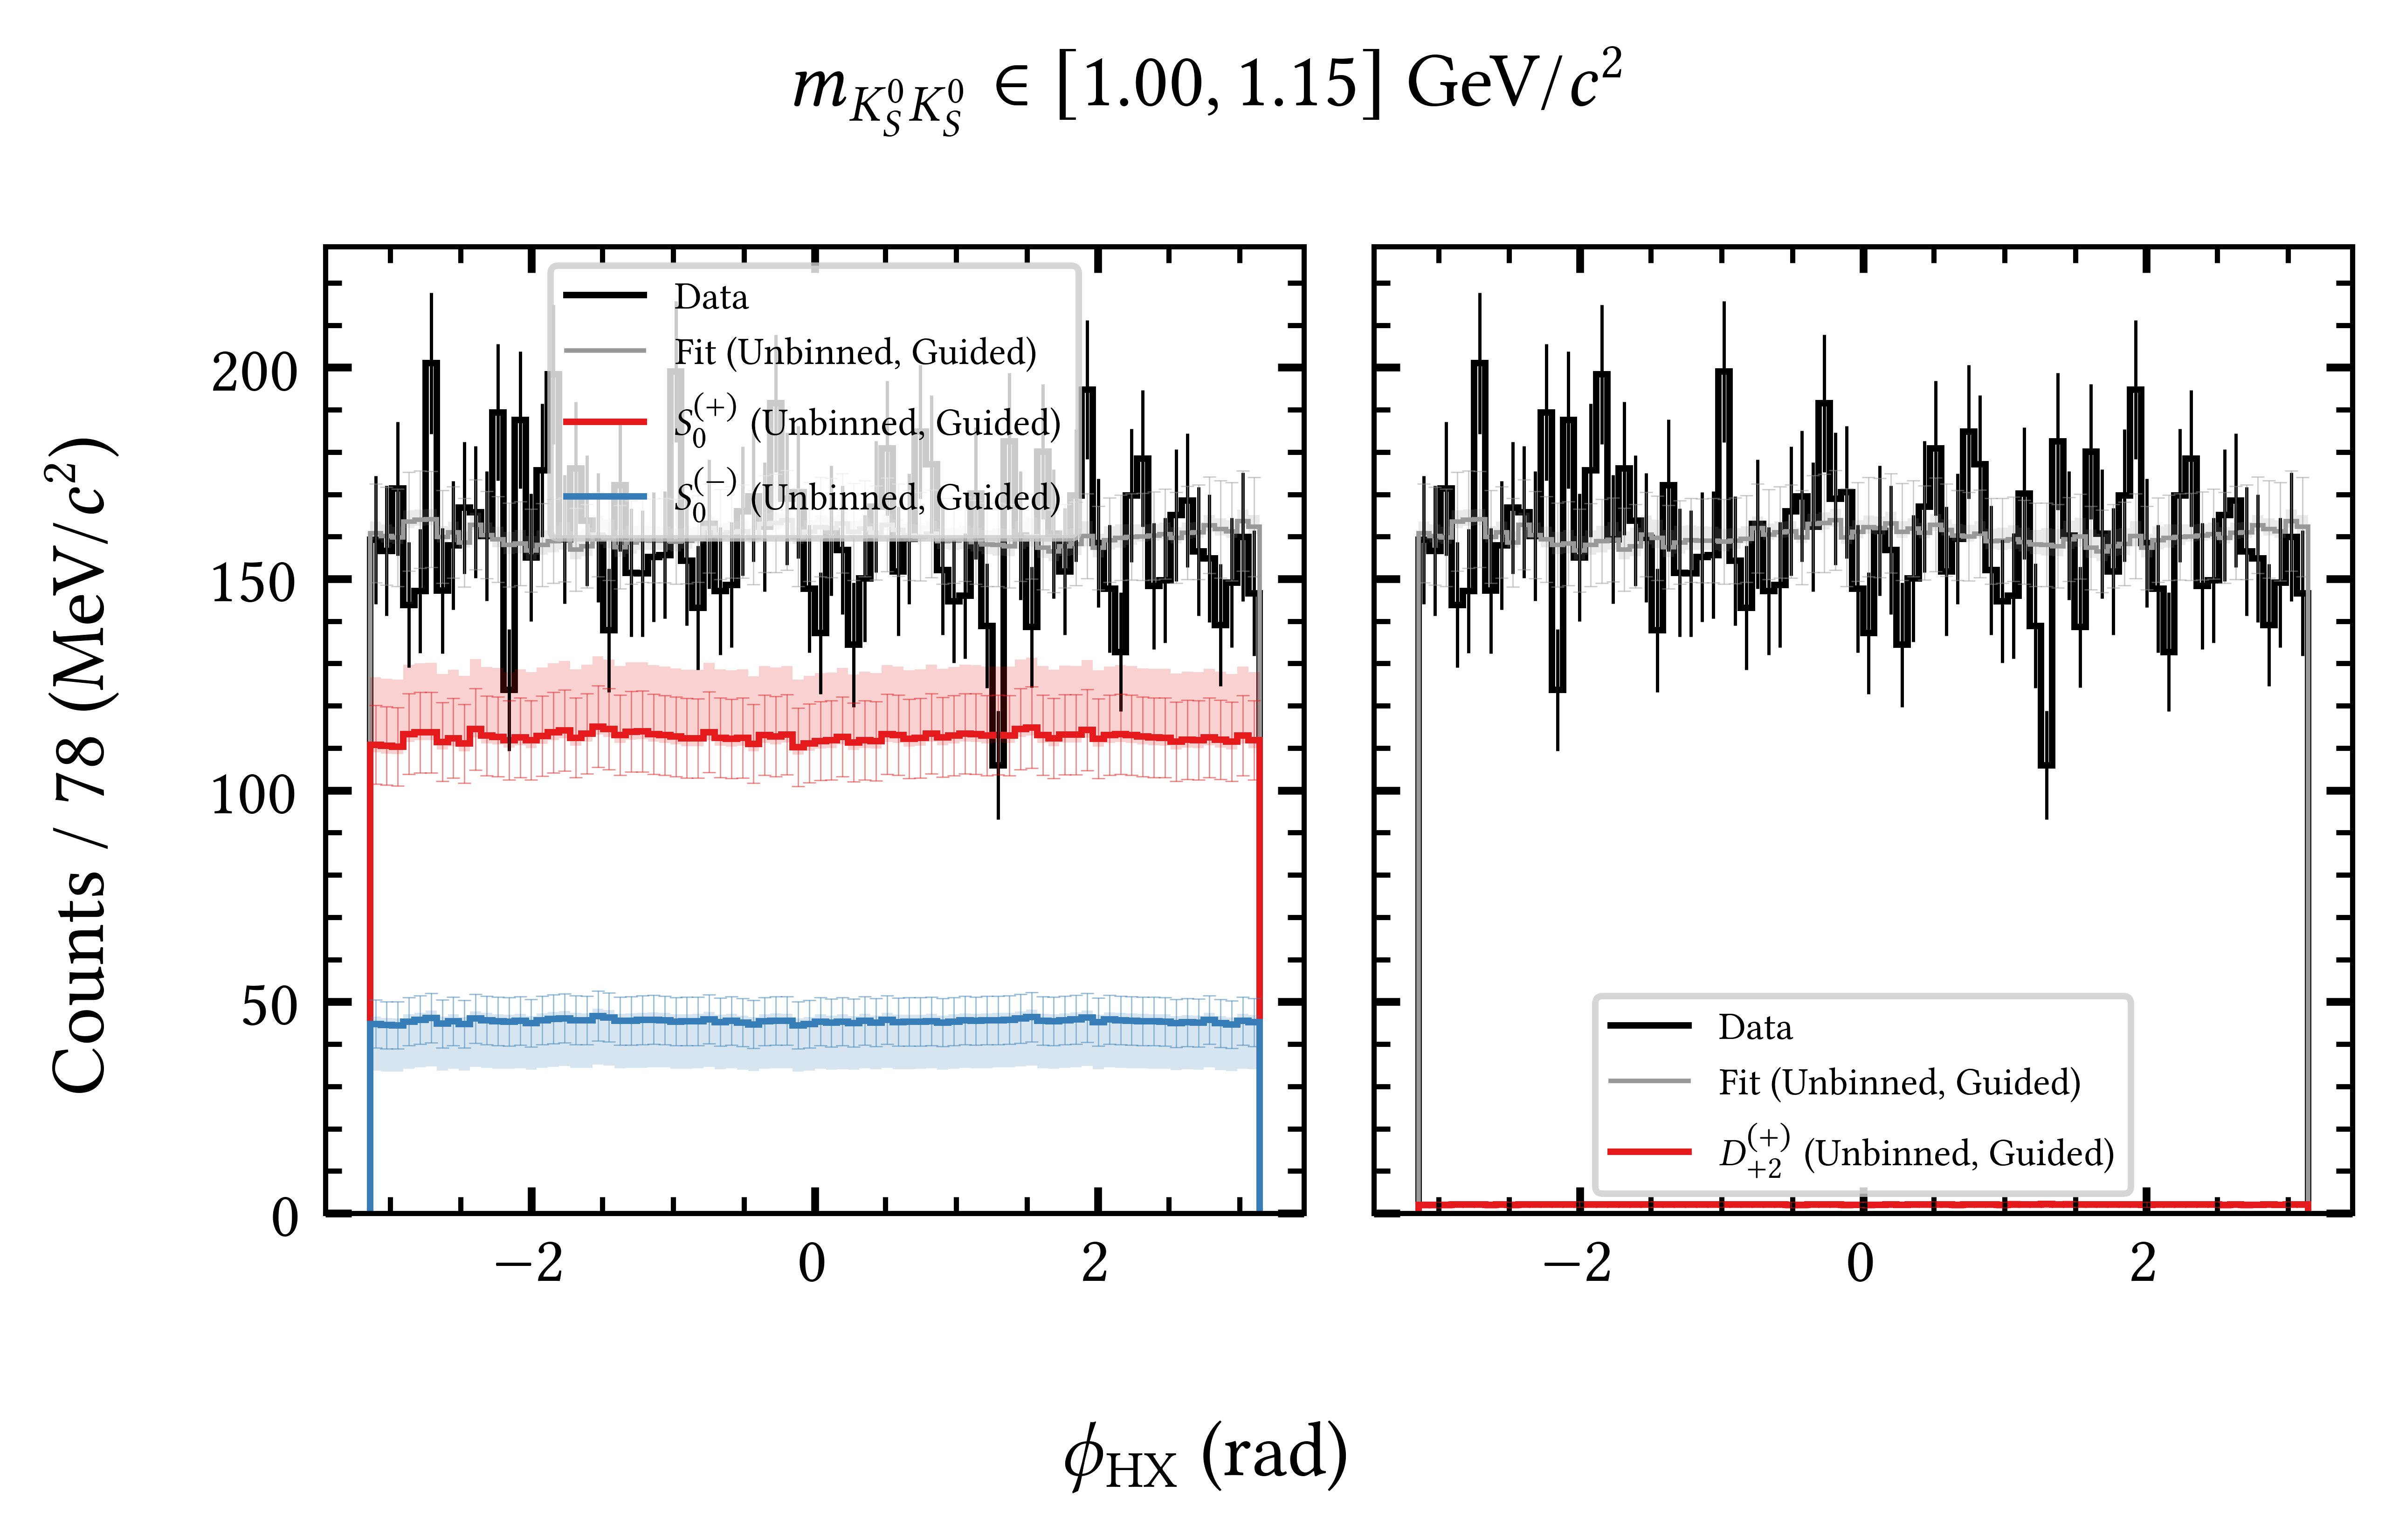 m_{K_S^0 K_S^0} ∈ [1.00, 1.15] GeV/c²
Counts / 78 (MeV/c²)
200
150
100
50
0
Data
Fit (Unbinned, Guided)
S_0^{(+)} (Unbinned, Guided)
S_0^{(−)} (Unbinned, Guided)
−2
0
2
Data
Fit (Unbinned, Guided)
D_{+2}^{(+)} (Unbinned, Guided)
−2
0
2
ϕ_{HX} (rad)